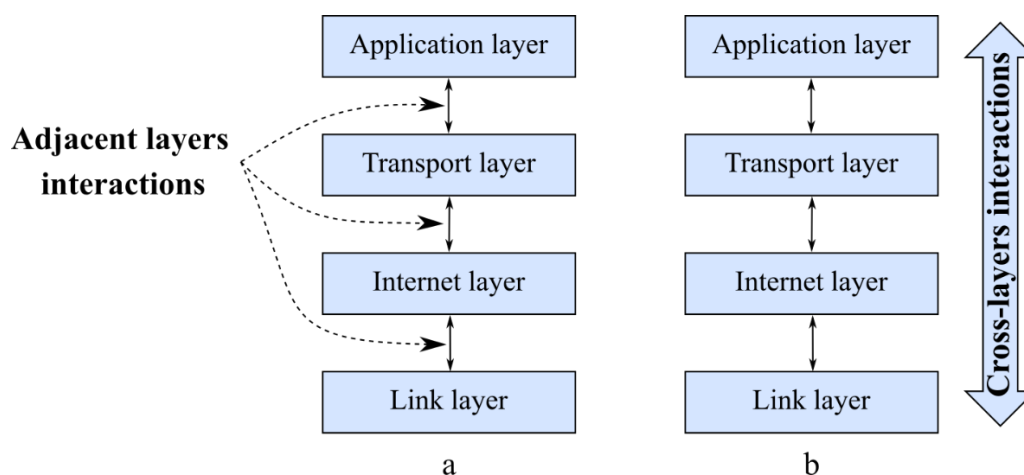 Application layer
Transport layer
Internet layer
Link layer
Adjacent layers
interactions
a
Application layer
Transport layer
Internet layer
Link layer
b
Cross-layers interactions